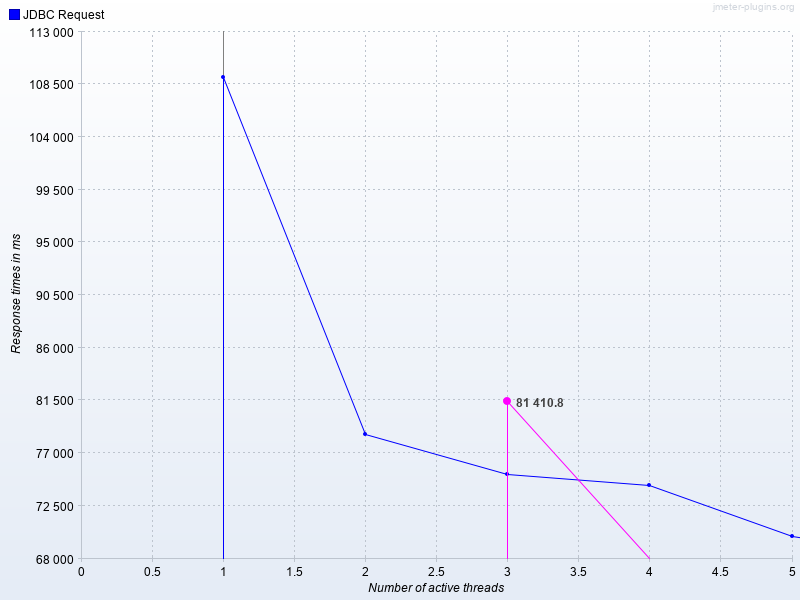 jmeter-plugins.org
JDBC Request
113 000
108 500
104 000
99 500
95 000
90 500
86 000
81 500
77 000
72 500
68 000
Response times in ms
81 410.8
0 0.5 1 1.5 2 2.5 3 3.5 4 4.5 5
Number of active threads